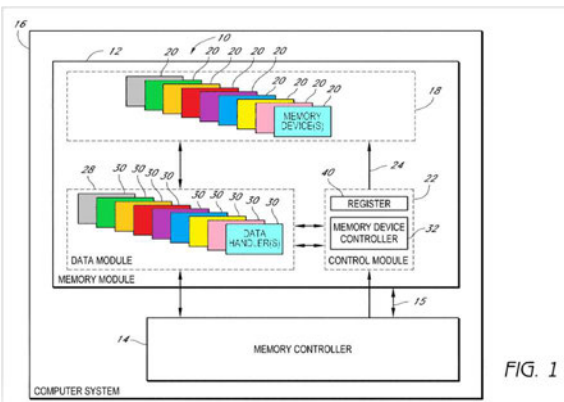 16
12
10
20 20 20 20 20 20 20 20 20
MEMORY
DEVICE(S)
18
24
28
30 30 30 30 30 30 30 30 30
40
22
REGISTER
MEMORY DEVICE
CONTROLLER
32
DATA
HANDLER(S)
DATA MODULE
CONTROL MODULE
MEMORY MODULE
15
14
MEMORY CONTROLLER
COMPUTER SYSTEM
FIG. 1